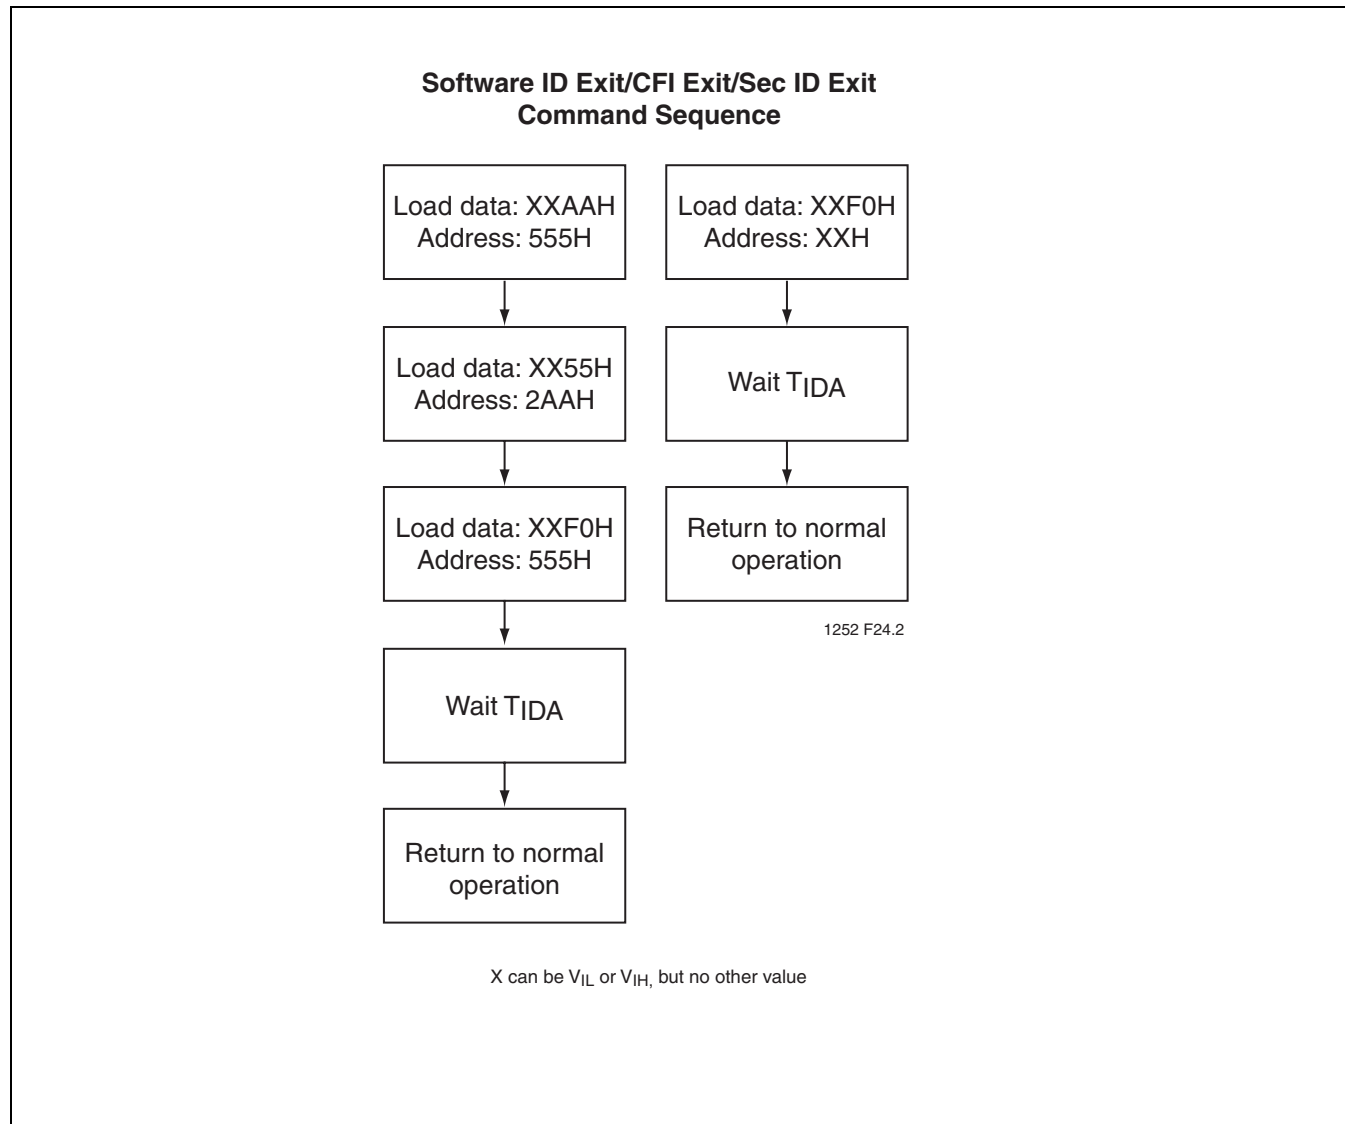 Software ID Exit/CFI Exit/Sec ID Exit
Command Sequence
Load data: XXAAH
Address: 555H
Load data: XX55H
Address: 2AAH
Load data: XXF0H
Address: 555H
Wait TIDA
Return to normal
operation
Load data: XXF0H
Address: XXH
Wait TIDA
Return to normal
operation
1252 F24.2
X can be VIL or VIH, but no other value